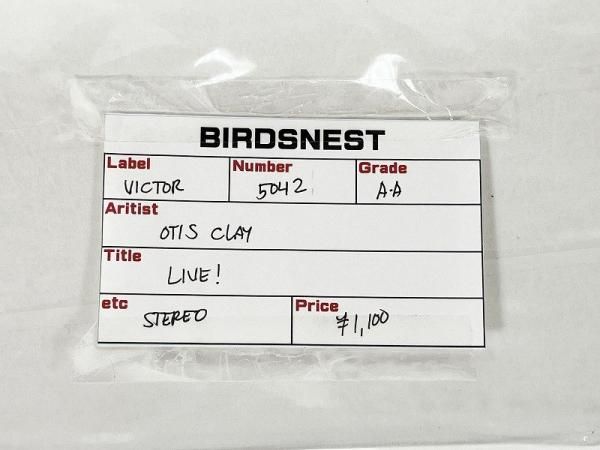 BIRDSNEST
Label Number Grade
VICTOR 5042 A-A
Aritist
OTIS CLAY
Title
LIVE!
etc Price
STEREO ¥1,100